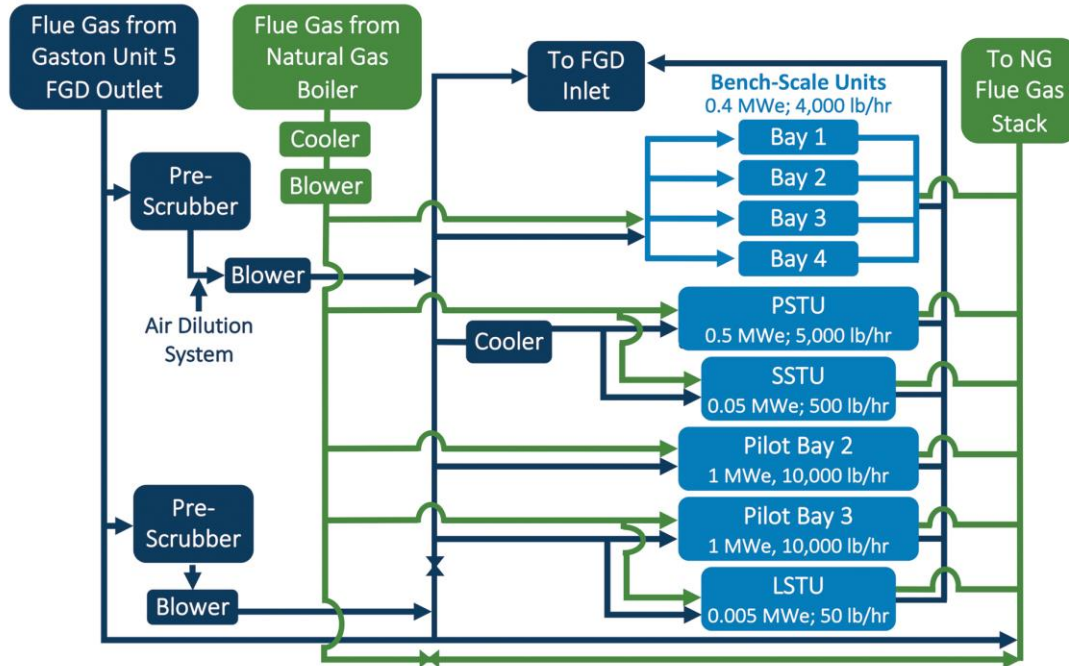 Flue Gas from
Gaston Unit 5
FGD Outlet
Flue Gas from
Natural Gas
Boiler
To FGD
Inlet
To NG
Flue Gas
Stack
Bench-Scale Units
0.4 MWe; 4,000 lb/hr
Cooler
Blower
Bay 1
Bay 2
Bay 3
Bay 4
Pre-
Scrubber
Blower
Air Dilution
System
Cooler
PSTU
0.5 MWe; 5,000 lb/hr
SSTU
0.05 MWe; 500 lb/hr
Pilot Bay 2
1 MWe, 10,000 lb/hr
Pre-
Scrubber
Blower
Pilot Bay 3
1 MWe, 10,000 lb/hr
LSTU
0.005 MWe; 50 lb/hr